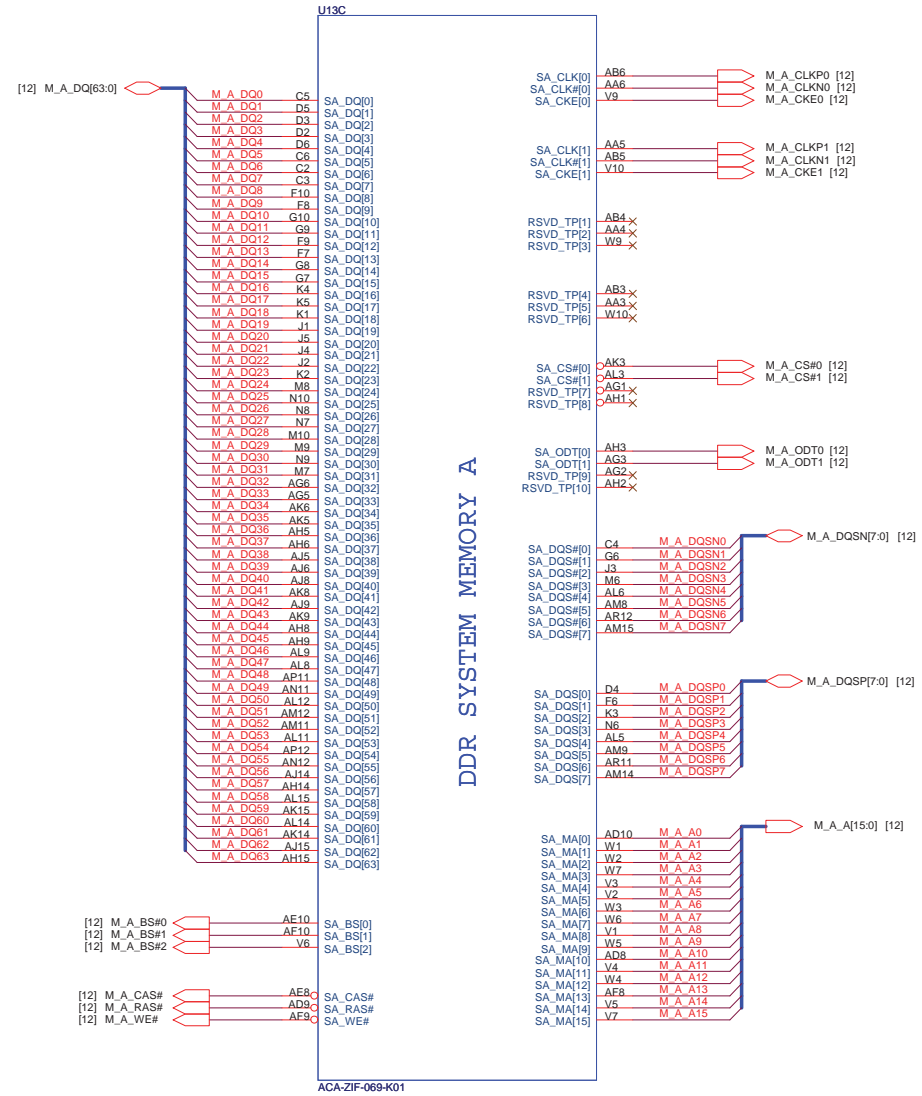 U13C
[12] M_A_DQ[63:0]
M_A_DQ0 C5 SA_DQ[0]
M_A_DQ1 D5 SA_DQ[1]
M_A_DQ2 D3 SA_DQ[2]
M_A_DQ3 D2 SA_DQ[3]
M_A_DQ4 D6 SA_DQ[4]
M_A_DQ5 C6 SA_DQ[5]
M_A_DQ6 C2 SA_DQ[6]
M_A_DQ7 C3 SA_DQ[7]
M_A_DQ8 F10 SA_DQ[8]
M_A_DQ9 F8 SA_DQ[9]
M_A_DQ10 G10 SA_DQ[10]
M_A_DQ11 G9 SA_DQ[11]
M_A_DQ12 F9 SA_DQ[12]
M_A_DQ13 F7 SA_DQ[13]
M_A_DQ14 G8 SA_DQ[14]
M_A_DQ15 G7 SA_DQ[15]
M_A_DQ16 K4 SA_DQ[16]
M_A_DQ17 K5 SA_DQ[17]
M_A_DQ18 K1 SA_DQ[18]
M_A_DQ19 J1 SA_DQ[19]
M_A_DQ20 J5 SA_DQ[20]
M_A_DQ21 J4 SA_DQ[21]
M_A_DQ22 J2 SA_DQ[22]
M_A_DQ23 K2 SA_DQ[23]
M_A_DQ24 M8 SA_DQ[24]
M_A_DQ25 N10 SA_DQ[25]
M_A_DQ26 N8 SA_DQ[26]
M_A_DQ27 N7 SA_DQ[27]
M_A_DQ28 M10 SA_DQ[28]
M_A_DQ29 M9 SA_DQ[29]
M_A_DQ30 N9 SA_DQ[30]
M_A_DQ31 M7 SA_DQ[31]
M_A_DQ32 AG6 SA_DQ[32]
M_A_DQ33 AG5 SA_DQ[33]
M_A_DQ34 AK6 SA_DQ[34]
M_A_DQ35 AK5 SA_DQ[35]
M_A_DQ36 AH5 SA_DQ[36]
M_A_DQ37 AH6 SA_DQ[37]
M_A_DQ38 AJ5 SA_DQ[38]
M_A_DQ39 AJ6 SA_DQ[39]
M_A_DQ40 AJ8 SA_DQ[40]
M_A_DQ41 AK8 SA_DQ[41]
M_A_DQ42 AJ9 SA_DQ[42]
M_A_DQ43 AK9 SA_DQ[43]
M_A_DQ44 AH8 SA_DQ[44]
M_A_DQ45 AH9 SA_DQ[45]
M_A_DQ46 AL9 SA_DQ[46]
M_A_DQ47 AL8 SA_DQ[47]
M_A_DQ48 AP11 SA_DQ[48]
M_A_DQ49 AN11 SA_DQ[49]
M_A_DQ50 AL12 SA_DQ[50]
M_A_DQ51 AM12 SA_DQ[51]
M_A_DQ52 AM11 SA_DQ[52]
M_A_DQ53 AL11 SA_DQ[53]
M_A_DQ54 AP12 SA_DQ[54]
M_A_DQ55 AN12 SA_DQ[55]
M_A_DQ56 AJ14 SA_DQ[56]
M_A_DQ57 AH14 SA_DQ[57]
M_A_DQ58 AL15 SA_DQ[58]
M_A_DQ59 AK15 SA_DQ[59]
M_A_DQ60 AL14 SA_DQ[60]
M_A_DQ61 AK14 SA_DQ[61]
M_A_DQ62 AJ15 SA_DQ[62]
M_A_DQ63 AH15 SA_DQ[63]
[12] M_A_BS#0 AE10 SA_BS[0]
[12] M_A_BS#1 AF10 SA_BS[1]
[12] M_A_BS#2 V6 SA_BS[2]
[12] M_A_CAS# AE8 SA_CAS#
[12] M_A_RAS# AD9 SA_RAS#
[12] M_A_WE# AF9 SA_WE#
DDR SYSTEM MEMORY A
SA_CLK[0] AB6 M_A_CLKP0 [12]
SA_CLK#[0] AA6 M_A_CLKN0 [12]
SA_CKE[0] V9 M_A_CKE0 [12]
SA_CLK[1] AA5 M_A_CLKP1 [12]
SA_CLK#[1] AB5 M_A_CLKN1 [12]
SA_CKE[1] V10 M_A_CKE1 [12]
RSVD_TP[1] AB4
RSVD_TP[2] AA4
RSVD_TP[3] W9
RSVD_TP[4] AB3
RSVD_TP[5] AA3
RSVD_TP[6] W10
SA_CS#[0] AK3 M_A_CS#0 [12]
SA_CS#[1] AL3 M_A_CS#1 [12]
RSVD_TP[7] AG1
RSVD_TP[8] AH1
SA_ODT[0] AH3 M_A_ODT0 [12]
SA_ODT[1] AG3 M_A_ODT1 [12]
RSVD_TP[9] AG2
RSVD_TP[10] AH2
M_A_DQSN[7:0] [12]
SA_DQS#[0] C4 M_A_DQSN0
SA_DQS#[1] G6 M_A_DQSN1
SA_DQS#[2] J3 M_A_DQSN2
SA_DQS#[3] M6 M_A_DQSN3
SA_DQS#[4] AL6 M_A_DQSN4
SA_DQS#[5] AM8 M_A_DQSN5
SA_DQS#[6] AR12 M_A_DQSN6
SA_DQS#[7] AM15 M_A_DQSN7
M_A_DQSP[7:0] [12]
SA_DQS[0] D4 M_A_DQSP0
SA_DQS[1] F6 M_A_DQSP1
SA_DQS[2] K3 M_A_DQSP2
SA_DQS[3] N6 M_A_DQSP3
SA_DQS[4] AL5 M_A_DQSP4
SA_DQS[5] AM9 M_A_DQSP5
SA_DQS[6] AR11 M_A_DQSP6
SA_DQS[7] AM14 M_A_DQSP7
M_A_A[15:0] [12]
SA_MA[0] AD10 M_A_A0
SA_MA[1] W1 M_A_A1
SA_MA[2] W2 M_A_A2
SA_MA[3] W7 M_A_A3
SA_MA[4] V3 M_A_A4
SA_MA[5] V2 M_A_A5
SA_MA[6] W3 M_A_A6
SA_MA[7] W6 M_A_A7
SA_MA[8] V1 M_A_A8
SA_MA[9] W5 M_A_A9
SA_MA[10] AD8 M_A_A10
SA_MA[11] V4 M_A_A11
SA_MA[12] W4 M_A_A12
SA_MA[13] AF8 M_A_A13
SA_MA[14] V5 M_A_A14
SA_MA[15] V7 M_A_A15
ACA-ZIF-069-K01